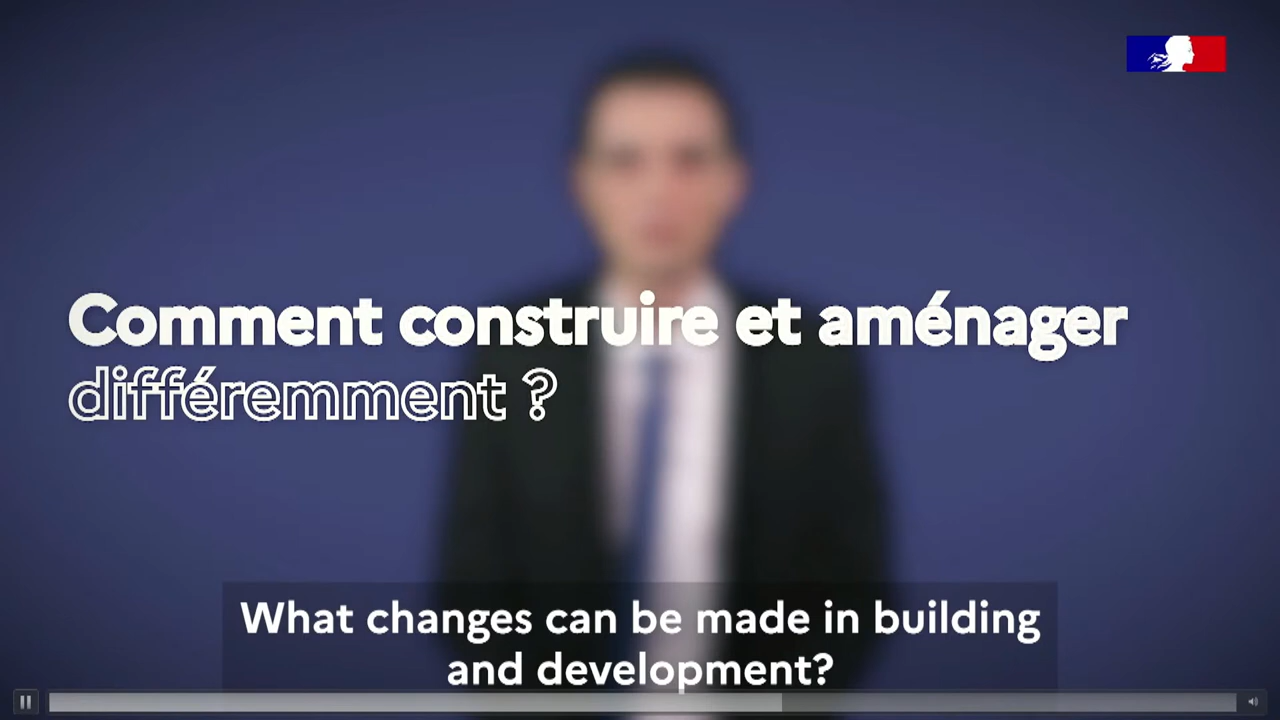 Comment construire et aménager
différemment ?
What changes can be made in building
and development?